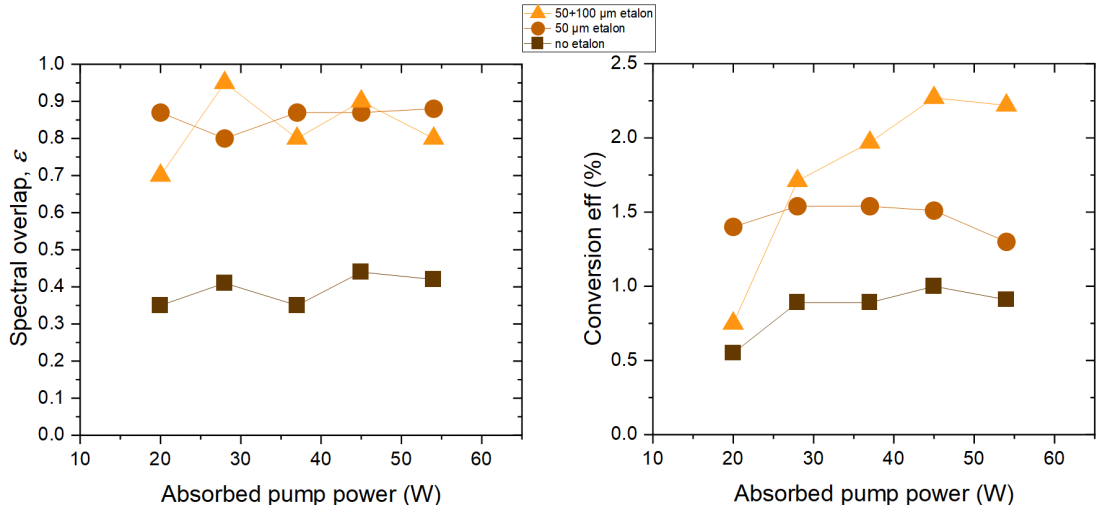 50+100 μm etalon
50 μm etalon
no etalon
1.0
0.9
0.8
0.7
0.6
0.5
0.4
0.3
0.2
0.1
0.0
Spectral overlap, ε
10 20 30 40 50 60
Absorbed pump power (W)
2.5
2.0
1.5
1.0
0.5
0.0
Conversion eff (%)
10 20 30 40 50 60
Absorbed pump power (W)